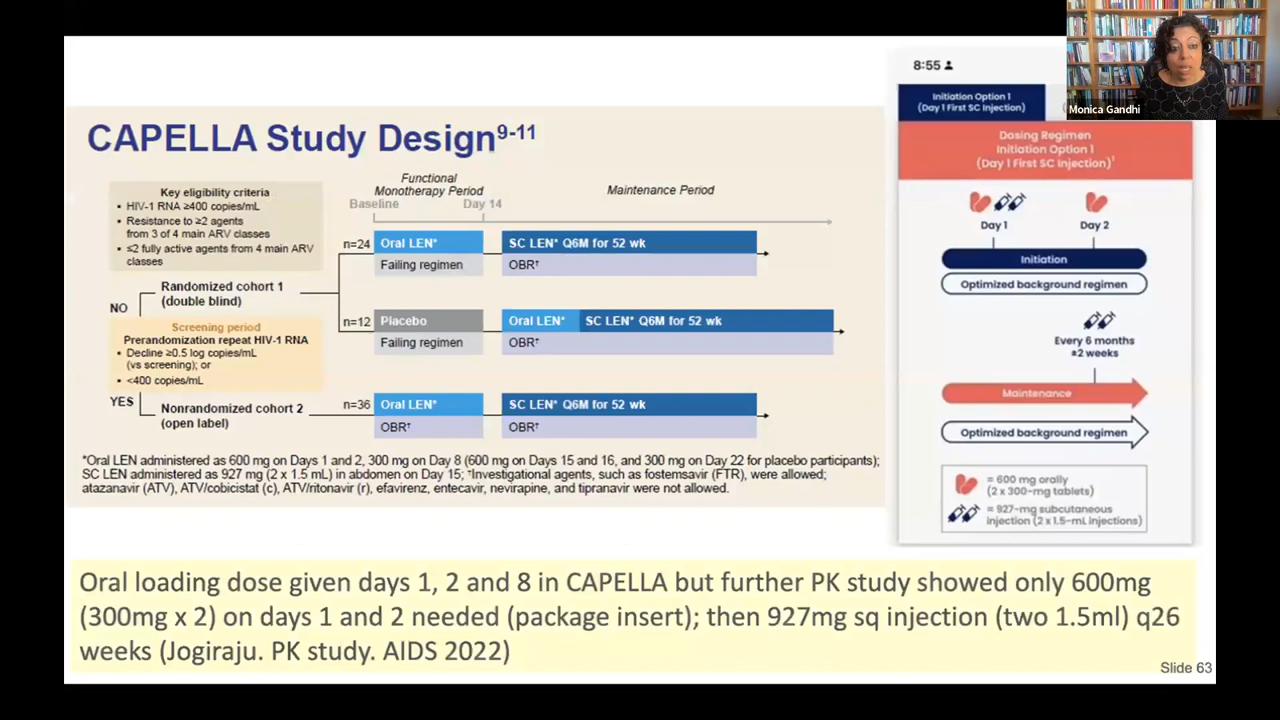 CAPELLA Study Design9-11
Functional
Monotherapy Period
Maintenance Period
Baseline
Day 14
Key eligibility criteria
• HIV-1 RNA ≥400 copies/mL
• Resistance to ≥2 agents
from 3 of 4 main ARV classes
• ≤2 fully active agents from 4 main ARV
classes
n=24
Oral LEN*
SC LEN* Q6M for 52 wk
Failing regimen
OBR†
Randomized cohort 1
(double blind)
NO
n=12
Placebo
Oral LEN*
SC LEN* Q6M for 52 wk
Failing regimen
OBR†
Screening period
Prerandomization repeat HIV-1 RNA
• Decline ≥0.5 log copies/mL
(vs screening); or
• <400 copies/mL
YES
Nonrandomized cohort 2
(open label)
n=36
Oral LEN*
SC LEN* Q6M for 52 wk
OBR†
OBR†
*Oral LEN administered as 600 mg on Days 1 and 2, 300 mg on Day 8 (600 mg on Days 15 and 16, and 300 mg on Day 22 for placebo participants);
SC LEN administered as 927 mg (2 x 1.5 mL) in abdomen on Day 15; †Investigational agents, such as fostemsavir (FTR), were allowed;
atazanavir (ATV), ATV/cobicistat (c), ATV/ritonavir (r), efavirenz, entecavir, nevirapine, and tipranavir were not allowed.
8:55
Initiation Option 1
(Day 1 First SC Injection)
Monica Gandhi
Dosing Regimen
Initiation Option 1
(Day 1 First SC Injection)1
Day 1
Day 2
Initiation
Optimized background regimen
Every 6 months
±2 weeks
Maintenance
Optimized background regimen
= 600 mg orally
(2 x 300-mg tablets)
= 927-mg subcutaneous
injection (2 x 1.5-mL injections)
Oral loading dose given days 1, 2 and 8 in CAPELLA but further PK study showed only 600mg
(300mg x 2) on days 1 and 2 needed (package insert); then 927mg sq injection (two 1.5ml) q26
weeks (Jogiraju. PK study. AIDS 2022)
Slide 63